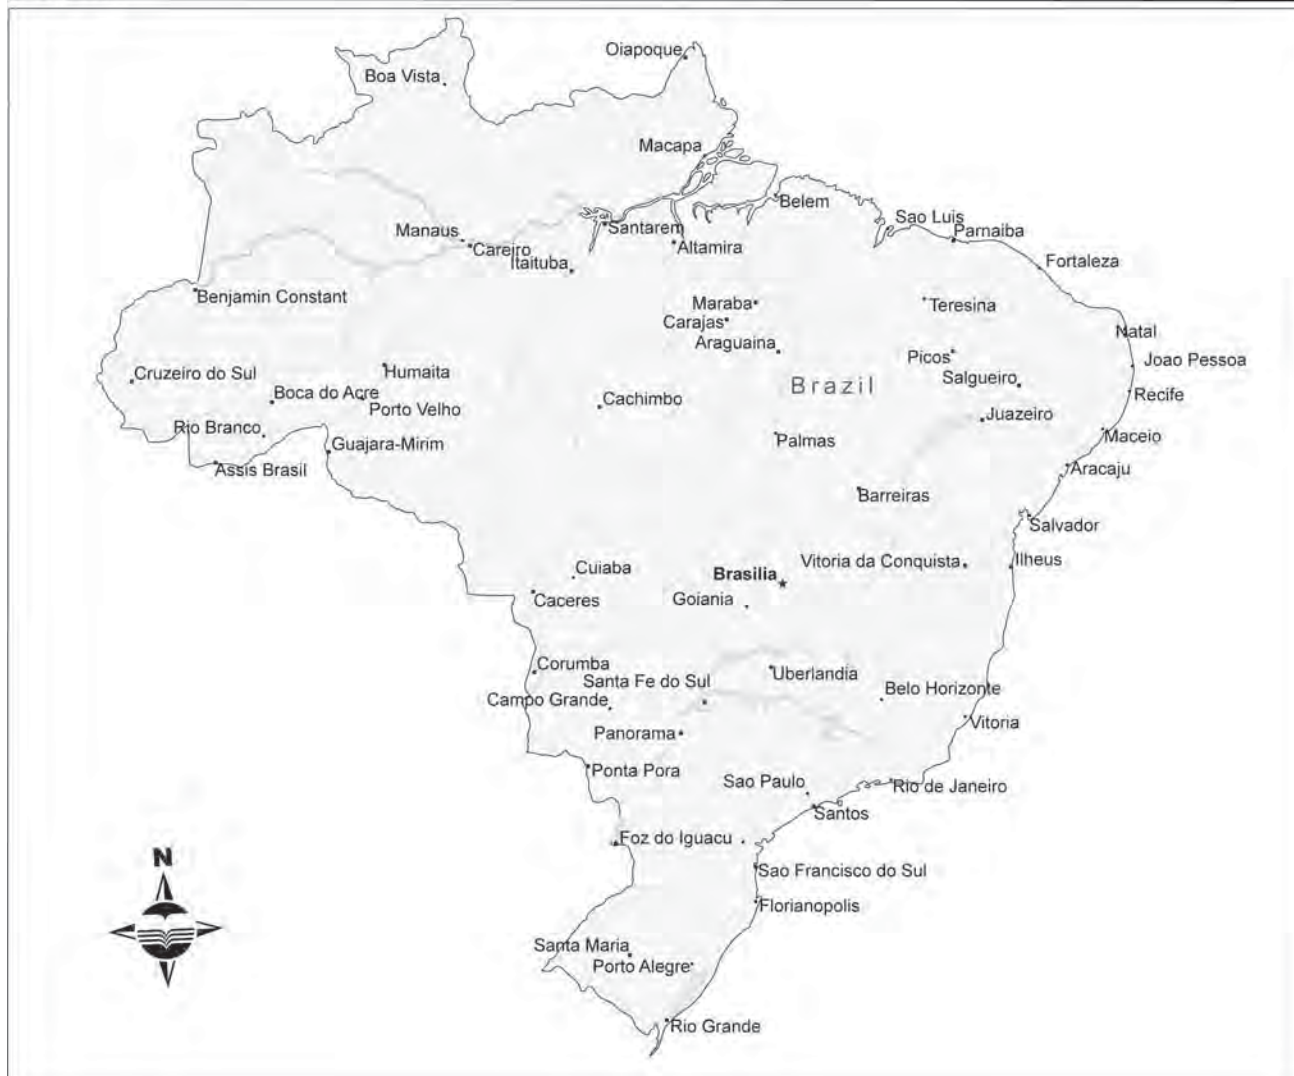 Oiapoque
Boa Vista
Macapa
Belem
Sao Luis
Santarem
Parnaiba
Manaus
Careiro
Altamira
Itaituba
Fortaleza
Benjamin Constant
Maraba
Teresina
Carajas
Natal
Araguaina
Picos
Joao Pessoa
Cruzeiro do Sul
Humaita
Salgueiro
Brazil
Boca do Acre
Cachimbo
Recife
Porto Velho
Juazeiro
Rio Branco
Guajara-Mirim
Palmas
Maceio
Assis Brasil
Aracaju
Barreiras
Salvador
Vitoria da Conquista
Ilheus
Cuiaba
Brasilia
Caceres
Goiania
Corumba
Santa Fe do Sul
Uberlandia
Belo Horizonte
Campo Grande
Vitoria
Panorama
Ponta Pora
Sao Paulo
Rio de Janeiro
Santos
Foz do Iguacu
N
Sao Francisco do Sul
Florianopolis
Santa Maria
Porto Alegre
Rio Grande